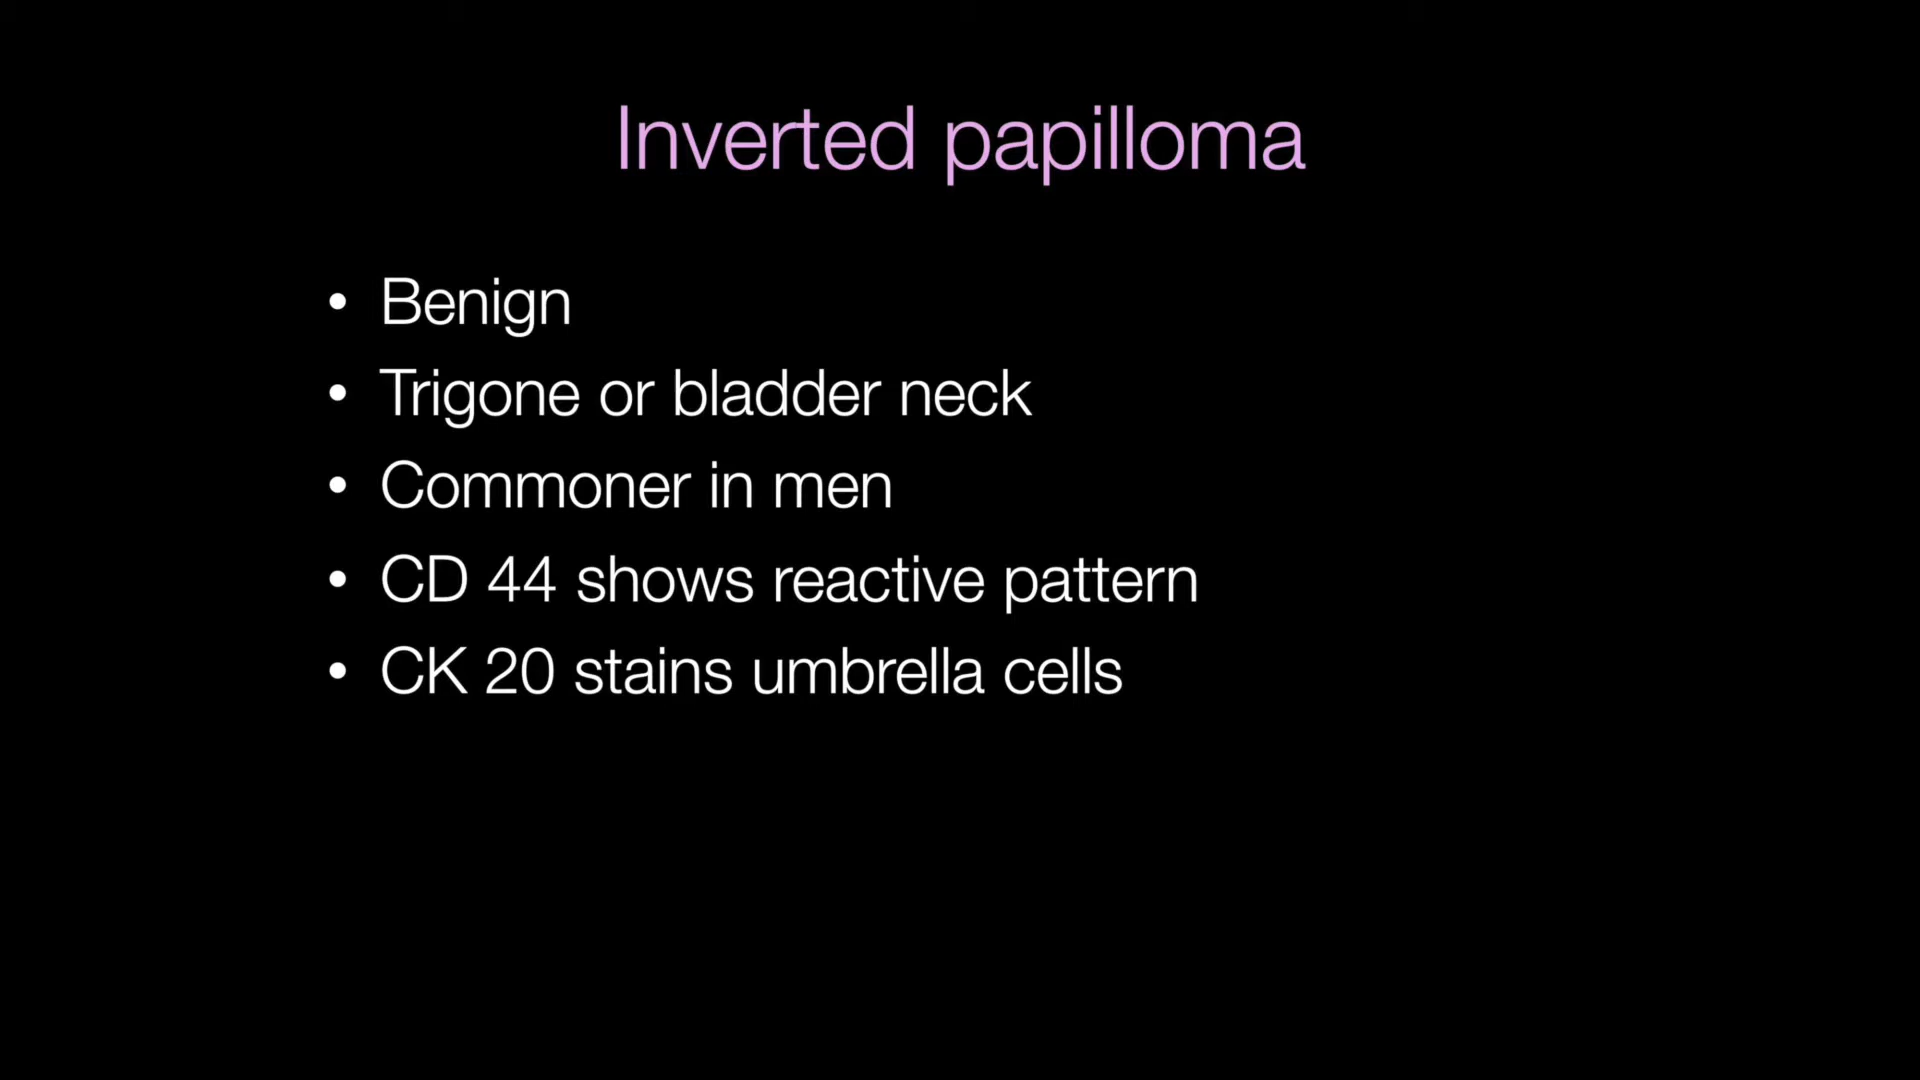 Inverted papilloma
• Benign
• Trigone or bladder neck
• Commoner in men
• CD 44 shows reactive pattern
• CK 20 stains umbrella cells